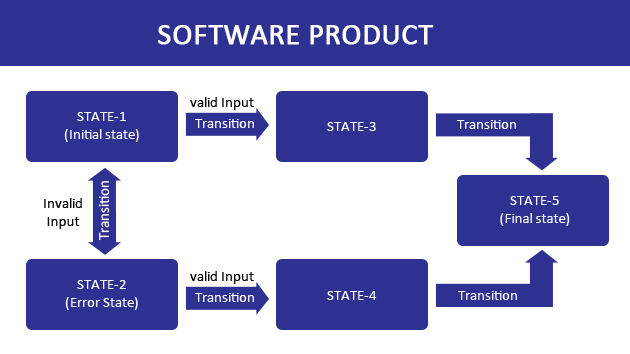 SOFTWARE PRODUCT
STATE-1
(Initial state)
valid Input
Transition
STATE-3
Transition
Invalid
Input
Transition
STATE-5
(Final state)
STATE-2
(Error State)
valid Input
Transition
STATE-4
Transition